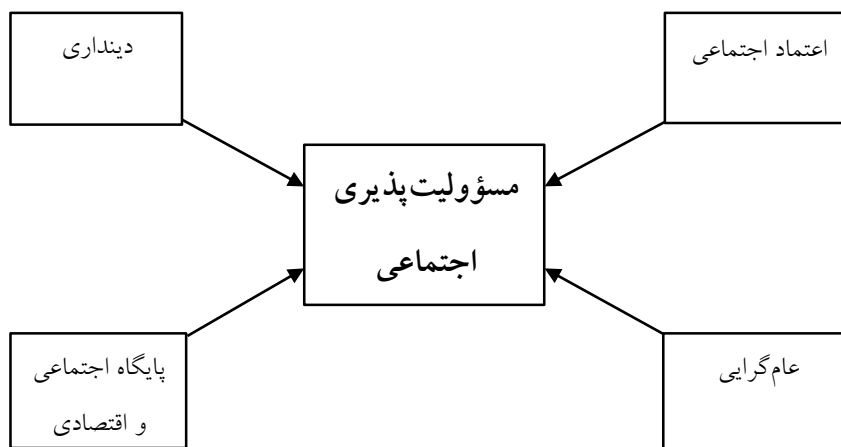 اعتماد اجتماعی
دینداری
مسؤولیت‌پذیری
اجتماعی
عام‌گرایی
پایگاه اجتماعی
و اقتصادی